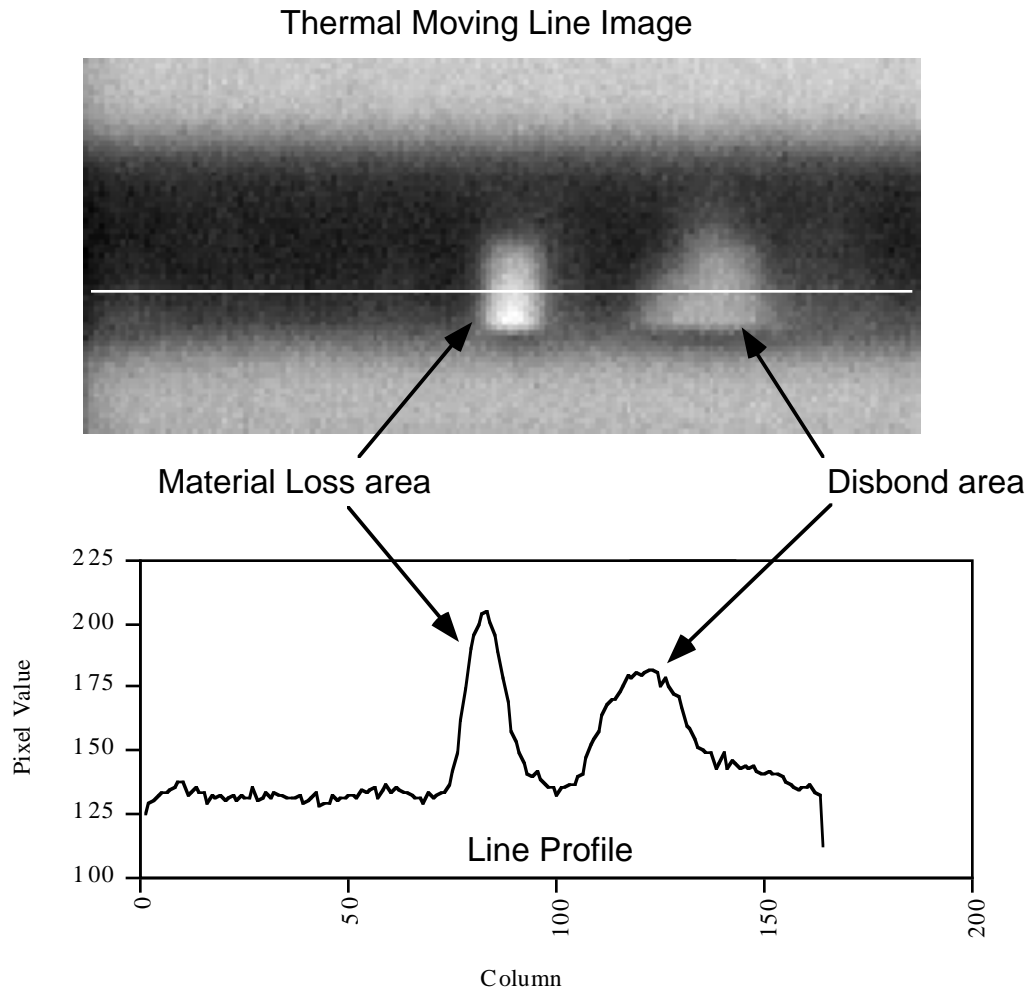 Thermal Moving Line Image
Material Loss area
Disbond area
225
200
175
150
125
100
Pixel Value
Line Profile
0
50
100
150
200
Column